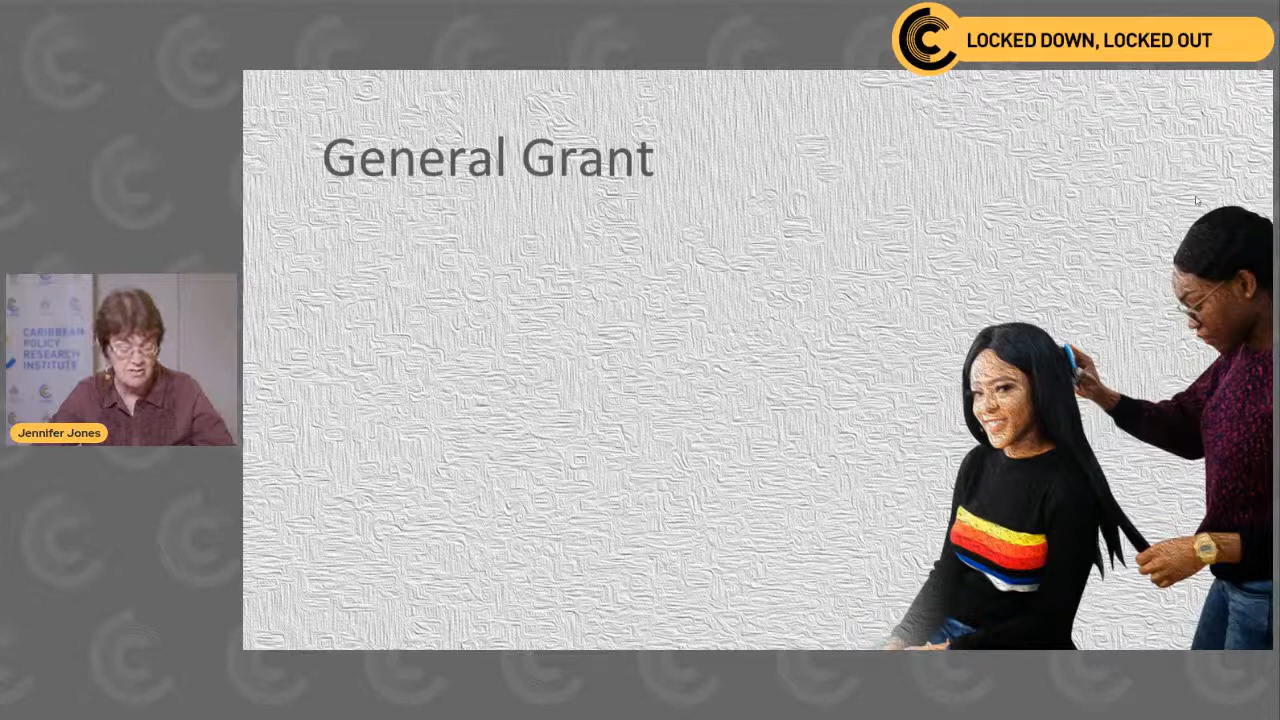 LOCKED DOWN, LOCKED OUT
General Grant
CARIBBEAN
POLICY
RESEARCH
INSTITUTE
Jennifer Jones